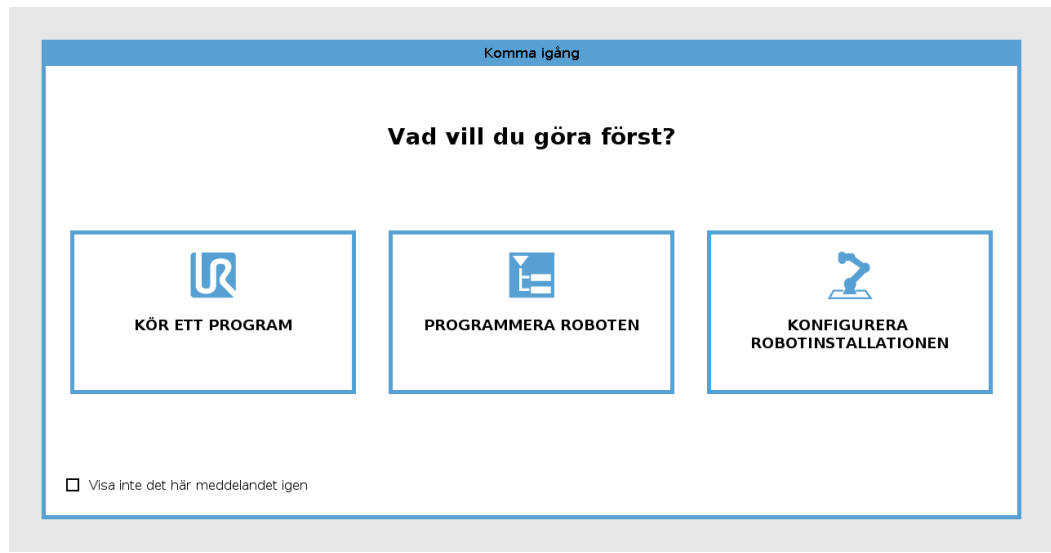 Komma igång
Vad vill du göra först?
KÖR ETT PROGRAM
PROGRAMMERA ROBOTEN
KONFIGURERA
ROBOTINSTALLATIONEN
Visa inte det här meddelandet igen